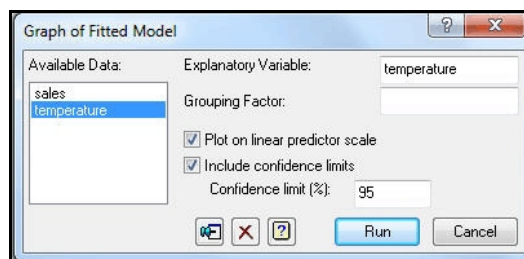 Graph of Fitted Model
Available Data:
sales
temperature
Explanatory Variable:
temperature
Grouping Factor:
Plot on linear predictor scale
Include confidence limits
Confidence limit (%):
95
Run
Cancel